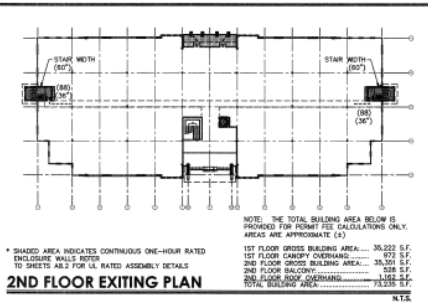 STAIR WIDTH
(60")
STAIR WIDTH
(60")
(88)
(36")
(88)
(36")
NOTE: THE TOTAL BUILDING AREA BELOW IS
PROVIDED FOR PERMIT FEE CALCULATIONS ONLY.
AREAS ARE APPROXIMATE (±)
* SHADED AREA INDICATES CONTINUOUS ONE-HOUR RATED
ENCLOSURE WALLS REFER
TO SHEETS A8.2 FOR UL RATED ASSEMBLY DETAILS
1ST FLOOR GROSS BUILDING AREA: 35,222 S.F.
1ST FLOOR CANOPY OVERHANG: 972 S.F.
2ND FLOOR GROSS BUILDING AREA: 35,351 S.F.
2ND FLOOR BALCONY: 528 S.F.
2ND FLOOR ROOF OVERHANG: 1,162 S.F.
TOTAL BUILDING AREA: 73,235 S.F.
2ND FLOOR EXITING PLAN
N.T.S.